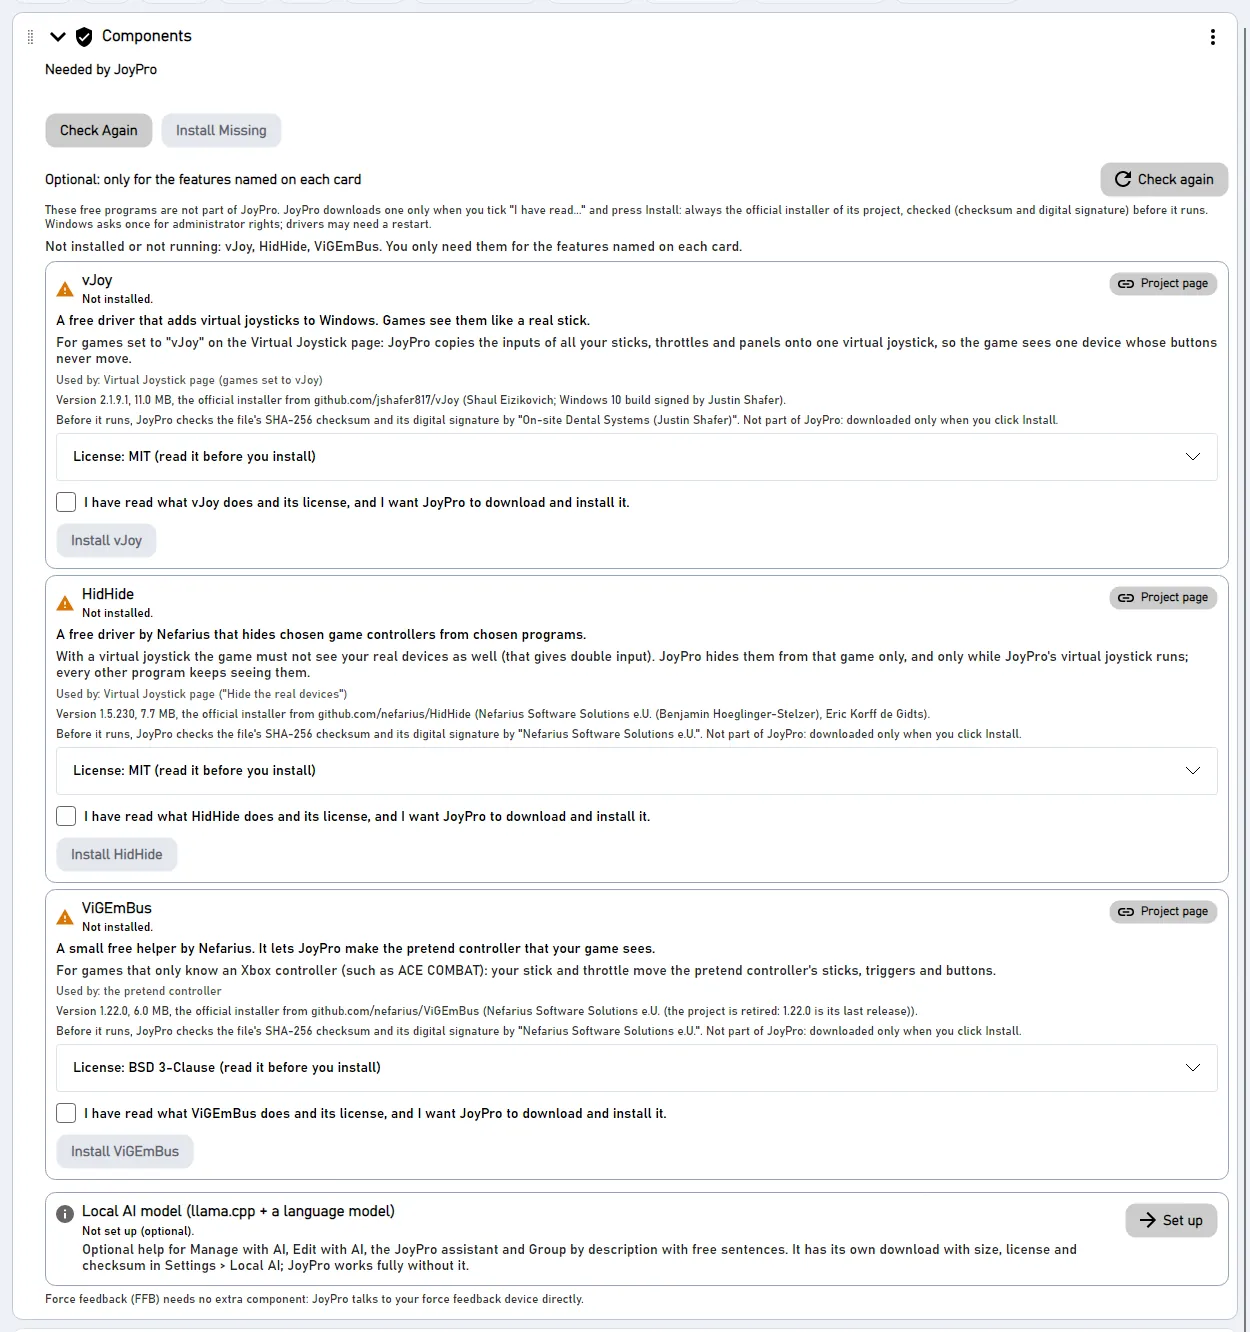 Components
Needed by JoyPro
Check Again
Install Missing
Optional: only for the features named on each card
Check again
These free programs are not part of JoyPro. JoyPro downloads one only when you tick "I have read..." and press Install: always the official installer of its project, checked (checksum and digital signature) before it runs.
Windows asks once for administrator rights; drivers may need a restart.
Not installed or not running: vJoy, HidHide, ViGEmBus. You only need them for the features named on each card.
vJoy
Project page
Not installed.
A free driver that adds virtual joysticks to Windows. Games see them like a real stick.
For games set to "vJoy" on the Virtual Joystick page: JoyPro copies the inputs of all your sticks, throttles and panels onto one virtual joystick, so the game sees one device whose buttons
never move.
Used by: Virtual Joystick page (games set to vJoy)
Version 2.1.9.1, 11.0 MB, the official installer from github.com/jshafer817/vJoy (Shaul Eizikovich; Windows 10 build signed by Justin Shafer).
Before it runs, JoyPro checks the file's SHA-256 checksum and its digital signature by "On-site Dental Systems (Justin Shafer)". Not part of JoyPro: downloaded only when you click Install.
License: MIT (read it before you install)
I have read what vJoy does and its license, and I want JoyPro to download and install it.
Install vJoy
HidHide
Project page
Not installed.
A free driver by Nefarius that hides chosen game controllers from chosen programs.
With a virtual joystick the game must not see your real devices as well (that gives double input). JoyPro hides them from that game only, and only while JoyPro's virtual joystick runs;
every other program keeps seeing them.
Used by: Virtual Joystick page ("Hide the real devices")
Version 1.5.230, 7.7 MB, the official installer from github.com/nefarius/HidHide (Nefarius Software Solutions e.U. (Benjamin Hoeglinger-Stelzer), Eric Korff de Gidts).
Before it runs, JoyPro checks the file's SHA-256 checksum and its digital signature by "Nefarius Software Solutions e.U.". Not part of JoyPro: downloaded only when you click Install.
License: MIT (read it before you install)
I have read what HidHide does and its license, and I want JoyPro to download and install it.
Install HidHide
ViGEmBus
Project page
Not installed.
A small free helper by Nefarius. It lets JoyPro make the pretend controller that your game sees.
For games that only know an Xbox controller (such as ACE COMBAT): your stick and throttle move the pretend controller's sticks, triggers and buttons.
Used by: the pretend controller
Version 1.22.0, 6.0 MB, the official installer from github.com/nefarius/ViGEmBus (Nefarius Software Solutions e.U. (the project is retired: 1.22.0 is its last release)).
Before it runs, JoyPro checks the file's SHA-256 checksum and its digital signature by "Nefarius Software Solutions e.U.". Not part of JoyPro: downloaded only when you click Install.
License: BSD 3-Clause (read it before you install)
I have read what ViGEmBus does and its license, and I want JoyPro to download and install it.
Install ViGEmBus
Local AI model (llama.cpp + a language model)
Not set up (optional).
Set up
Optional help for Manage with AI, Edit with AI, the JoyPro assistant and Group by description with free sentences. It has its own download with size, license and
checksum in Settings > Local AI; JoyPro works fully without it.
Force feedback (FFB) needs no extra component: JoyPro talks to your force feedback device directly.